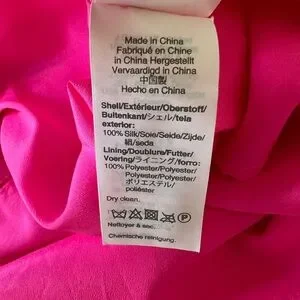 Made in China
Fabriqué en Chine
In China Hergestellt
Vervaardigd in China
中国製
Hecho en China
Shell/Extérieur/Oberstoff/
Buitenkant/シェル/tela
exterior:
100% Silk/Soie/Seide/Zijde/
絹/seda
Lining/Doublure/Futter/
Voering/ライニング/forro:
100% Polyester/Polyester/
Polyester/Polyester/
ポリエステル/
poliéster
Dry clean.
Nettoyer à sec.
Chemische reinigung.